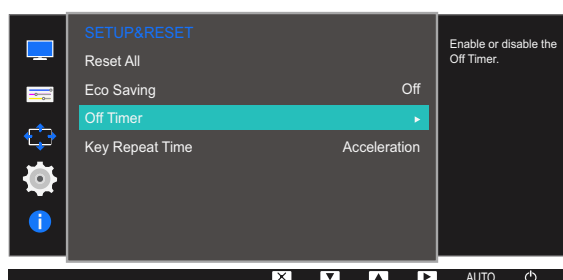 SETUP&RESET
Reset All
Eco Saving Off
Off Timer
Key Repeat Time Acceleration
Enable or disable the
Off Timer.
AUTO